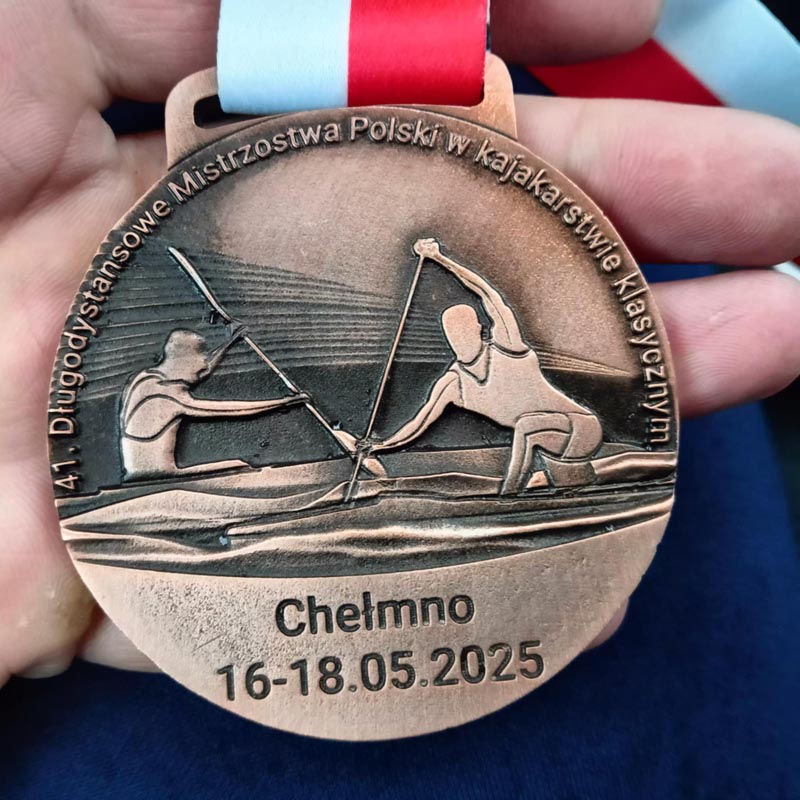 41. Długodystansowe Mistrzostwa Polski w kajakarstwie klasycznym.
Chełmno
16-18.05.2025